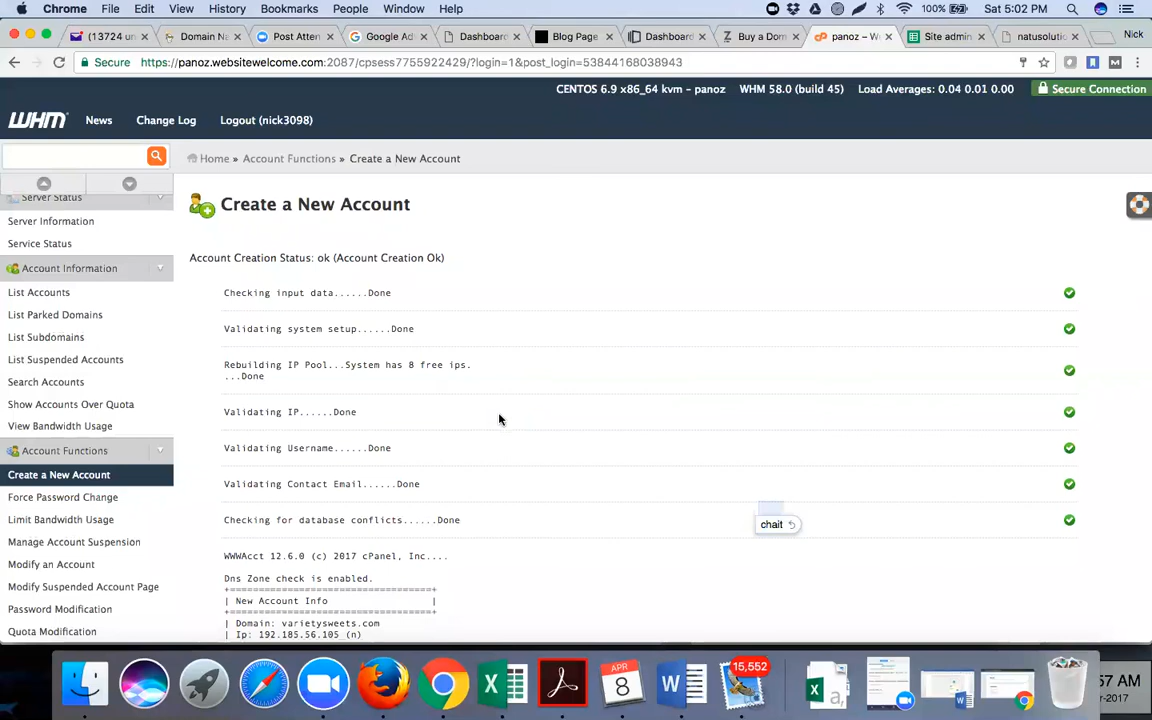 Chrome File Edit View History Bookmarks People Window Help 100% Sat 5:02 PM
(13724 un Domain Na Post Atten Google Ad Dashboard Blog Page Dashboard Buy a Dom panoz – W Site admin natusolutio Nick
Secure https://panoz.websitewelcome.com:2087/cpsess7755922429/?login=1&post_login=53844168038943
CENTOS 6.9 x86_64 kvm – panoz WHM 58.0 (build 45) Load Averages: 0.04 0.01 0.00 Secure Connection
WHM News Change Log Logout (nick3098)
Home » Account Functions » Create a New Account
Server Status
Server Information
Service Status
Account Information
List Accounts
List Parked Domains
List Subdomains
List Suspended Accounts
Search Accounts
Show Accounts Over Quota
View Bandwidth Usage
Account Functions
Create a New Account
Force Password Change
Limit Bandwidth Usage
Manage Account Suspension
Modify an Account
Modify Suspended Account Page
Password Modification
Quota Modification
Create a New Account
Account Creation Status: ok (Account Creation Ok)
Checking input data......Done
Validating system setup......Done
Rebuilding IP Pool...System has 8 free ips.
...Done
Validating IP......Done
Validating Username......Done
Validating Contact Email......Done
Checking for database conflicts......Done
chait
WWWAcct 12.6.0 (c) 2017 cPanel, Inc....
Dns Zone check is enabled.
+===================================+
| New Account Info |
+===================================+
| Domain: varietysweets.com
| Ip: 192.185.56.105 (n)
APR
8
15,552
:57 AM
r-2017